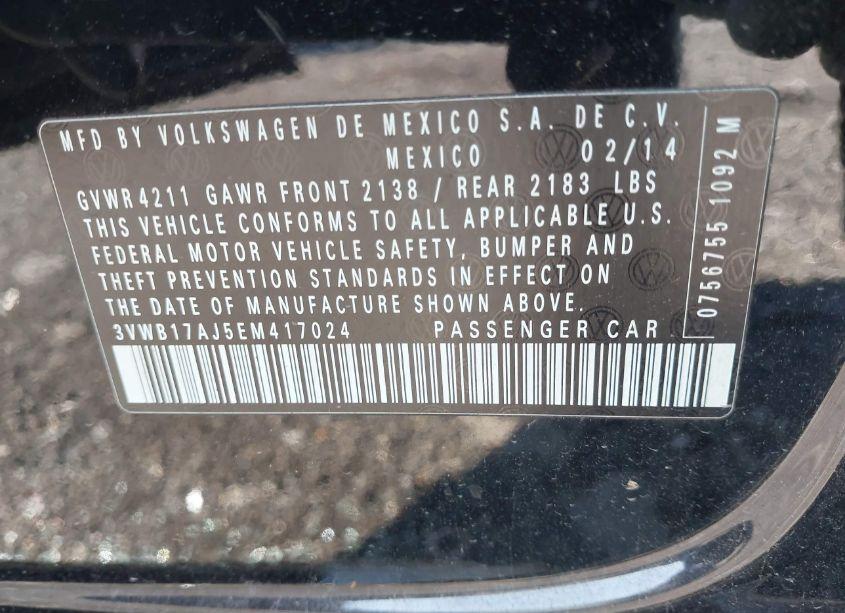 MFD BY VOLKSWAGEN DE MEXICO S.A. DE C.V.
MEXICO 02/14
GVWR 4211 GAWR FRONT 2138 / REAR 2183 LBS
THIS VEHICLE CONFORMS TO ALL APPLICABLE U.S.
FEDERAL MOTOR VEHICLE SAFETY, BUMPER AND
THEFT PREVENTION STANDARDS IN EFFECT ON
THE DATE OF MANUFACTURE SHOWN ABOVE.
3VWB17AJ5EM417024 PASSENGER CAR
0756755 1092 M